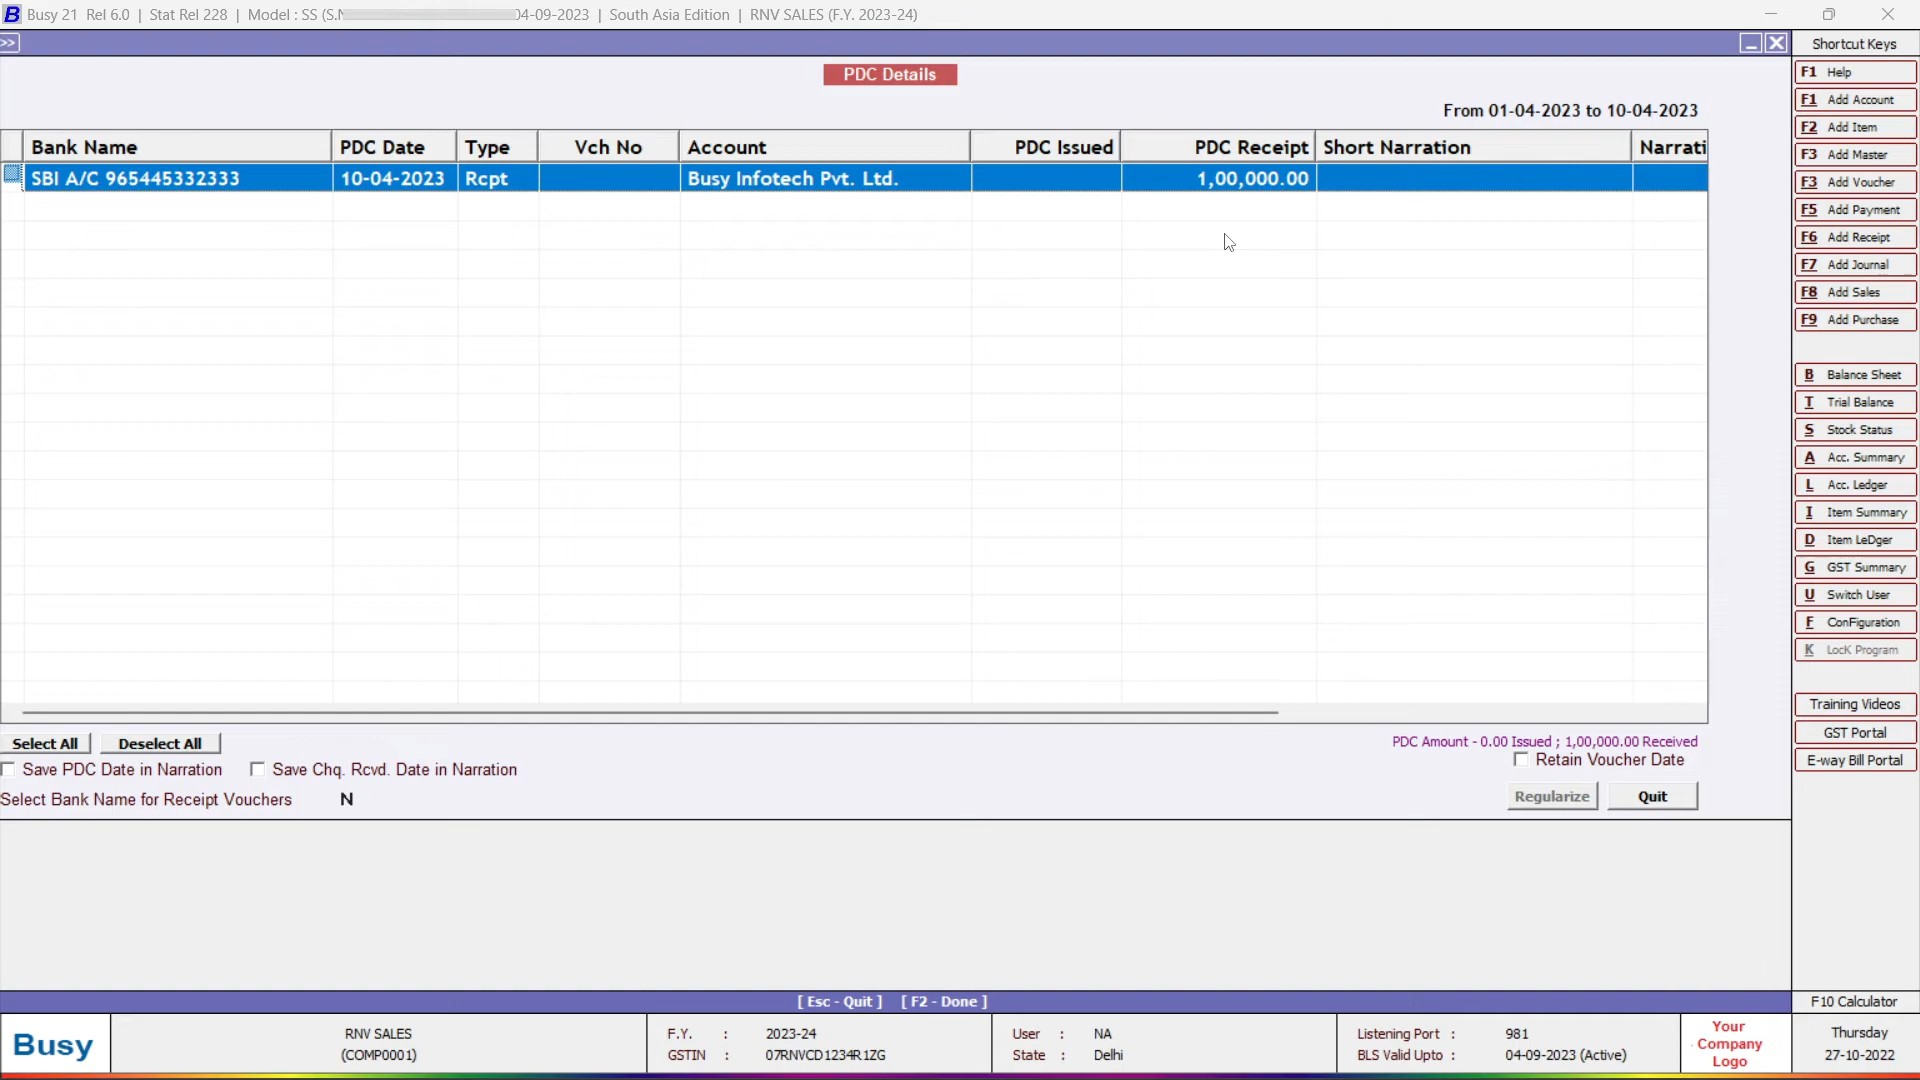 B Busy 21 Rel 6.0 | Stat Rel 228 | Model : SS (S.N 04-09-2023 | South Asia Edition | RNV SALES (F.Y. 2023-24)
>>
Shortcut Keys
PDC Details
From 01-04-2023 to 10-04-2023
Bank Name PDC Date Type Vch No Account PDC Issued PDC Receipt Short Narration Narrati
SBI A/C 965445332333 10-04-2023 Rcpt Busy Infotech Pvt. Ltd. 1,00,000.00
F1 Help
F1 Add Account
F2 Add Item
F3 Add Master
F3 Add Voucher
F5 Add Payment
F6 Add Receipt
F7 Add Journal
F8 Add Sales
F9 Add Purchase
B Balance Sheet
T Trial Balance
S Stock Status
A Acc. Summary
L Acc. Ledger
I Item Summary
D Item LeDger
G GST Summary
U Switch User
F ConFiguration
K LocK Program
Training Videos
GST Portal
E-way Bill Portal
Select All Deselect All
PDC Amount - 0.00 Issued ; 1,00,000.00 Received
Save PDC Date in Narration Save Chq. Rcvd. Date in Narration
Retain Voucher Date
Select Bank Name for Receipt Vouchers N
Regularize Quit
[ Esc - Quit ] [ F2 - Done ]
F10 Calculator
Busy
RNV SALES
(COMP0001)
F.Y. : 2023-24
GSTIN : 07RNVCD1234R1ZG
User : NA
State : Delhi
Listening Port : 981
BLS Valid Upto : 04-09-2023 (Active)
Your
Company
Logo
Thursday
27-10-2022